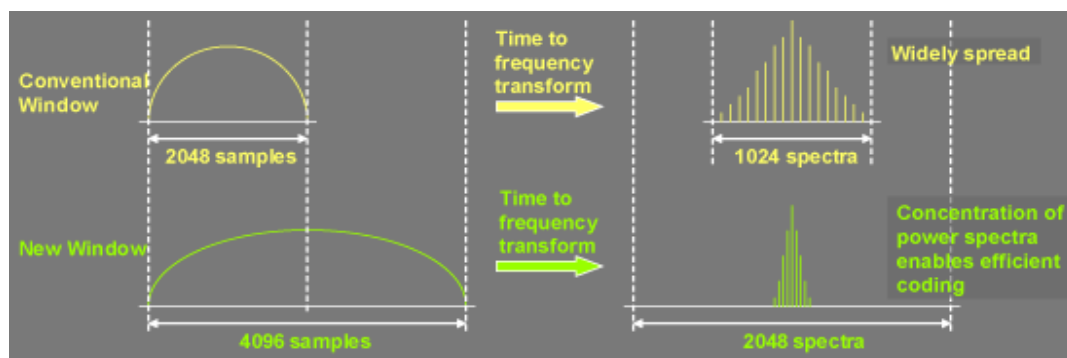 Conventional
Window
2048 samples
Time to
frequency
transform
Widely spread
1024 spectra
New Window
4096 samples
Time to
frequency
transform
Concentration of
power spectra
enables efficient
coding
2048 spectra